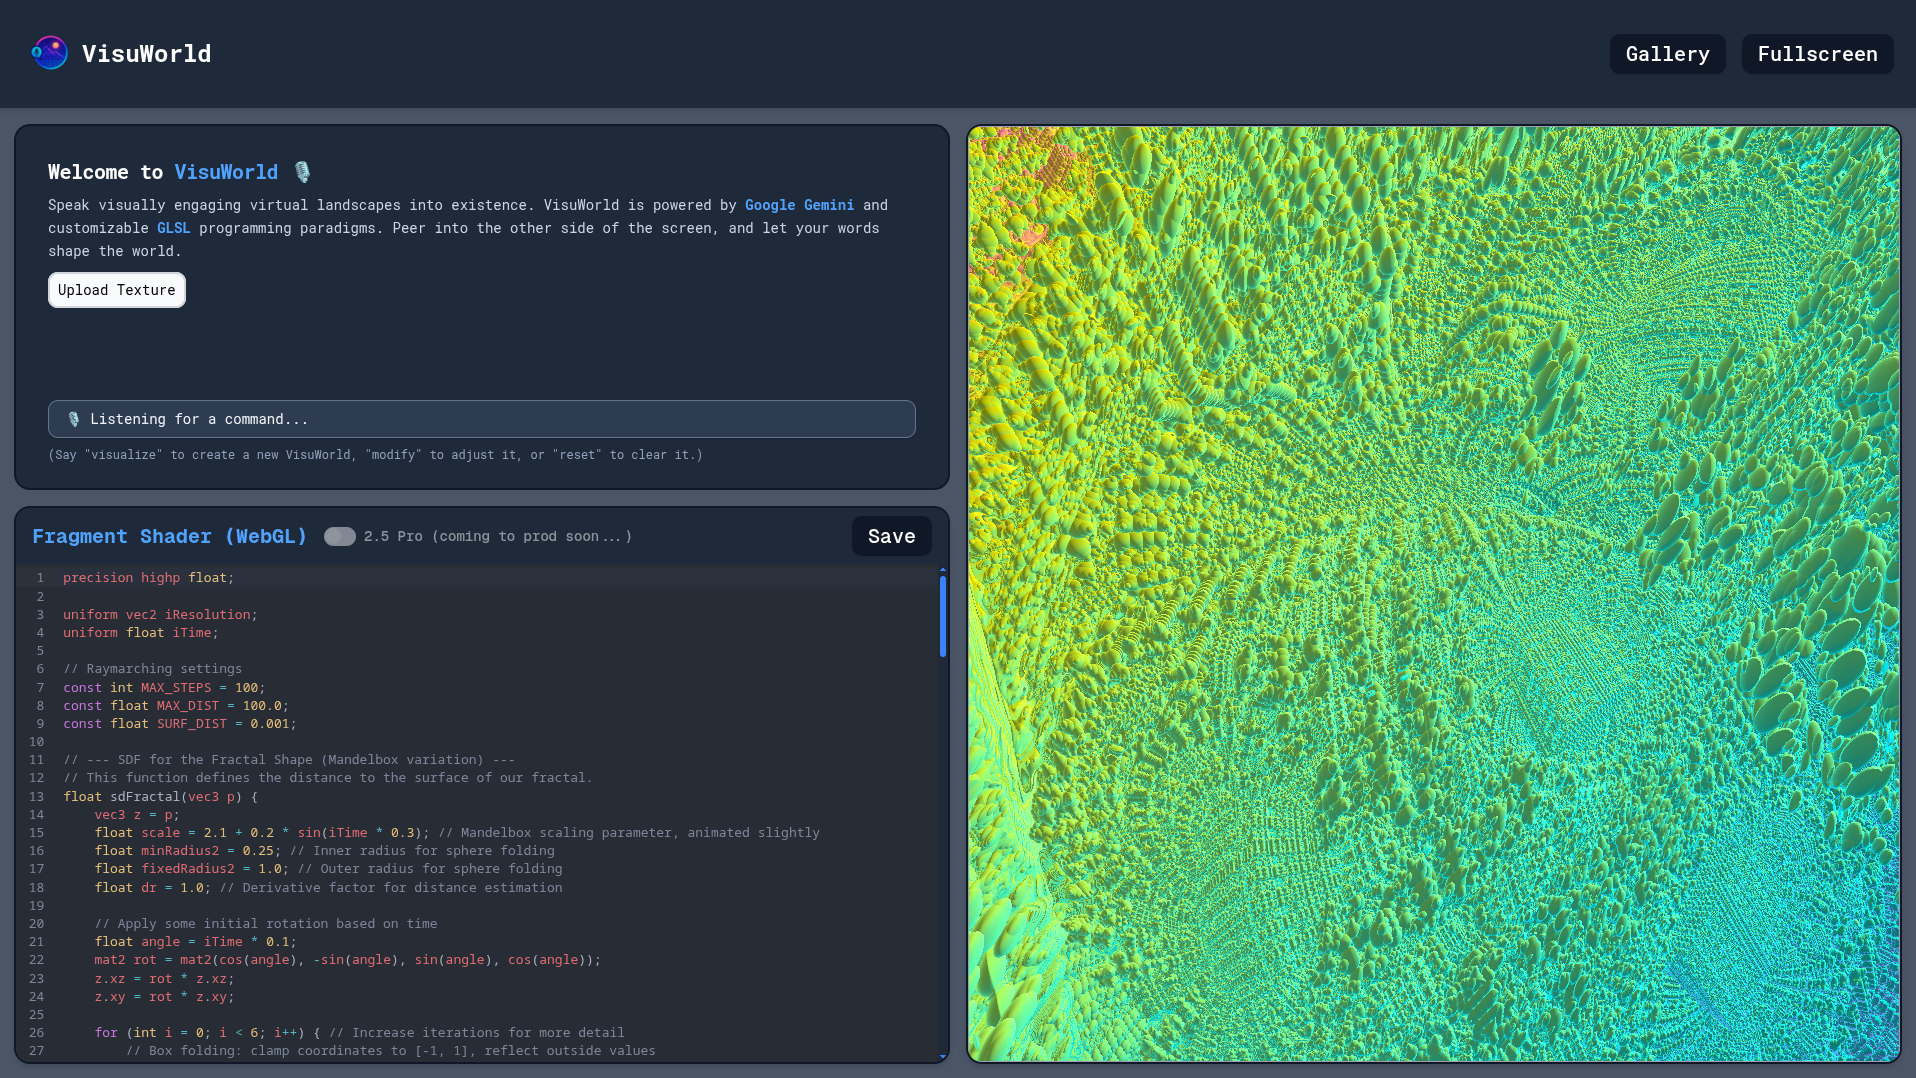 VisuWorld
Gallery
Fullscreen
Welcome to VisuWorld
Speak visually engaging virtual landscapes into existence. VisuWorld is powered by Google Gemini and
customizable GLSL programming paradigms. Peer into the other side of the screen, and let your words
shape the world.
Upload Texture
Listening for a command...
(Say "visualize" to create a new VisuWorld, "modify" to adjust it, or "reset" to clear it.)
Fragment Shader (WebGL)
2.5 Pro (coming to prod soon...)
Save
1 precision highp float;
2
3 uniform vec2 iResolution;
4 uniform float iTime;
5
6 // Raymarching settings
7 const int MAX_STEPS = 100;
8 const float MAX_DIST = 100.0;
9 const float SURF_DIST = 0.001;
10
11 // --- SDF for the Fractal Shape (Mandelbox variation) ---
12 // This function defines the distance to the surface of our fractal.
13 float sdFractal(vec3 p) {
14     vec3 z = p;
15     float scale = 2.1 + 0.2 * sin(iTime * 0.3); // Mandelbox scaling parameter, animated slightly
16     float minRadius2 = 0.25; // Inner radius for sphere folding
17     float fixedRadius2 = 1.0; // Outer radius for sphere folding
18     float dr = 1.0; // Derivative factor for distance estimation
19
20     // Apply some initial rotation based on time
21     float angle = iTime * 0.1;
22     mat2 rot = mat2(cos(angle), -sin(angle), sin(angle), cos(angle));
23     z.xz = rot * z.xz;
24     z.xy = rot * z.xy;
25
26     for (int i = 0; i < 6; i++) { // Increase iterations for more detail
27         // Box folding: clamp coordinates to [-1, 1], reflect outside values